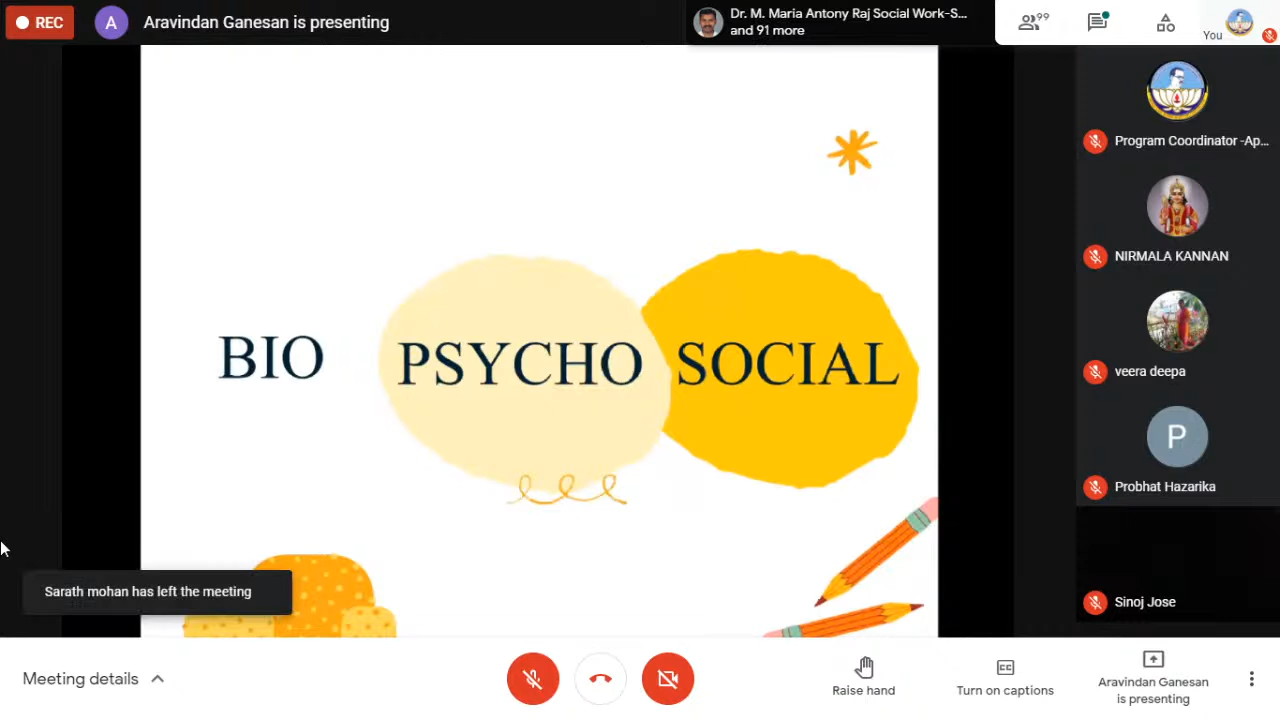 REC
A
Aravindan Ganesan is presenting
Dr. M. Maria Antony Raj Social Work-S...
and 91 more
99
You
Program Coordinator -Ap...
NIRMALA KANNAN
veera deepa
P
Probhat Hazarika
Sinoj Jose
BIO PSYCHO SOCIAL
Sarath mohan has left the meeting
Meeting details
Raise hand
CC
Turn on captions
Aravindan Ganesan
is presenting